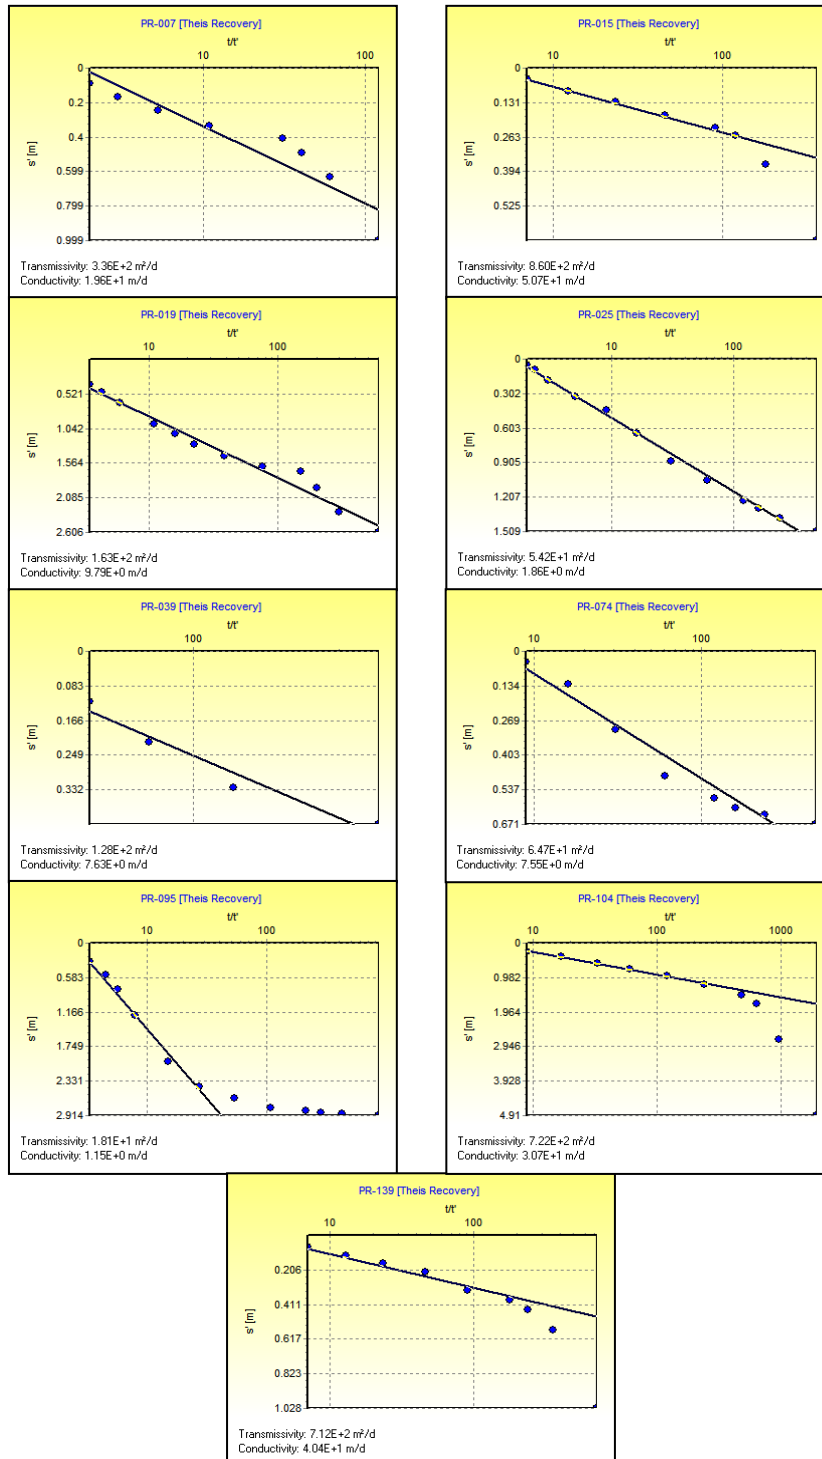 PR-007 [Theis Recovery]
t/t'
10 100
0
0.2
0.4
0.599
0.799
0.999
s' [m]
Transmissivity: 3.36E+2 m²/d
Conductivity: 1.96E+1 m/d
PR-015 [Theis Recovery]
t/t'
10 100
0
0.131
0.263
0.394
0.525
s' [m]
Transmissivity: 8.60E+2 m²/d
Conductivity: 5.07E+1 m/d
PR-019 [Theis Recovery]
t/t'
10 100
0.521
1.042
1.564
2.085
2.606
s' [m]
Transmissivity: 1.63E+2 m²/d
Conductivity: 9.79E+0 m/d
PR-025 [Theis Recovery]
t/t'
10 100
0
0.302
0.603
0.905
1.207
1.509
s' [m]
Transmissivity: 5.42E+1 m²/d
Conductivity: 1.86E+0 m/d
PR-039 [Theis Recovery]
t/t'
100
0
0.083
0.166
0.249
0.332
s' [m]
Transmissivity: 1.28E+2 m²/d
Conductivity: 7.63E+0 m/d
PR-074 [Theis Recovery]
t/t'
10 100
0
0.134
0.269
0.403
0.537
0.671
s' [m]
Transmissivity: 6.47E+1 m²/d
Conductivity: 7.55E+0 m/d
PR-095 [Theis Recovery]
t/t'
10 100
0
0.583
1.166
1.749
2.331
2.914
s' [m]
Transmissivity: 1.81E+1 m²/d
Conductivity: 1.15E+0 m/d
PR-104 [Theis Recovery]
t/t'
10 100 1000
0
0.982
1.964
2.946
3.928
4.91
s' [m]
Transmissivity: 7.22E+2 m²/d
Conductivity: 3.07E+1 m/d
PR-139 [Theis Recovery]
t/t'
10 100
0.206
0.411
0.617
0.823
1.028
s' [m]
Transmissivity: 7.12E+2 m²/d
Conductivity: 4.04E+1 m/d